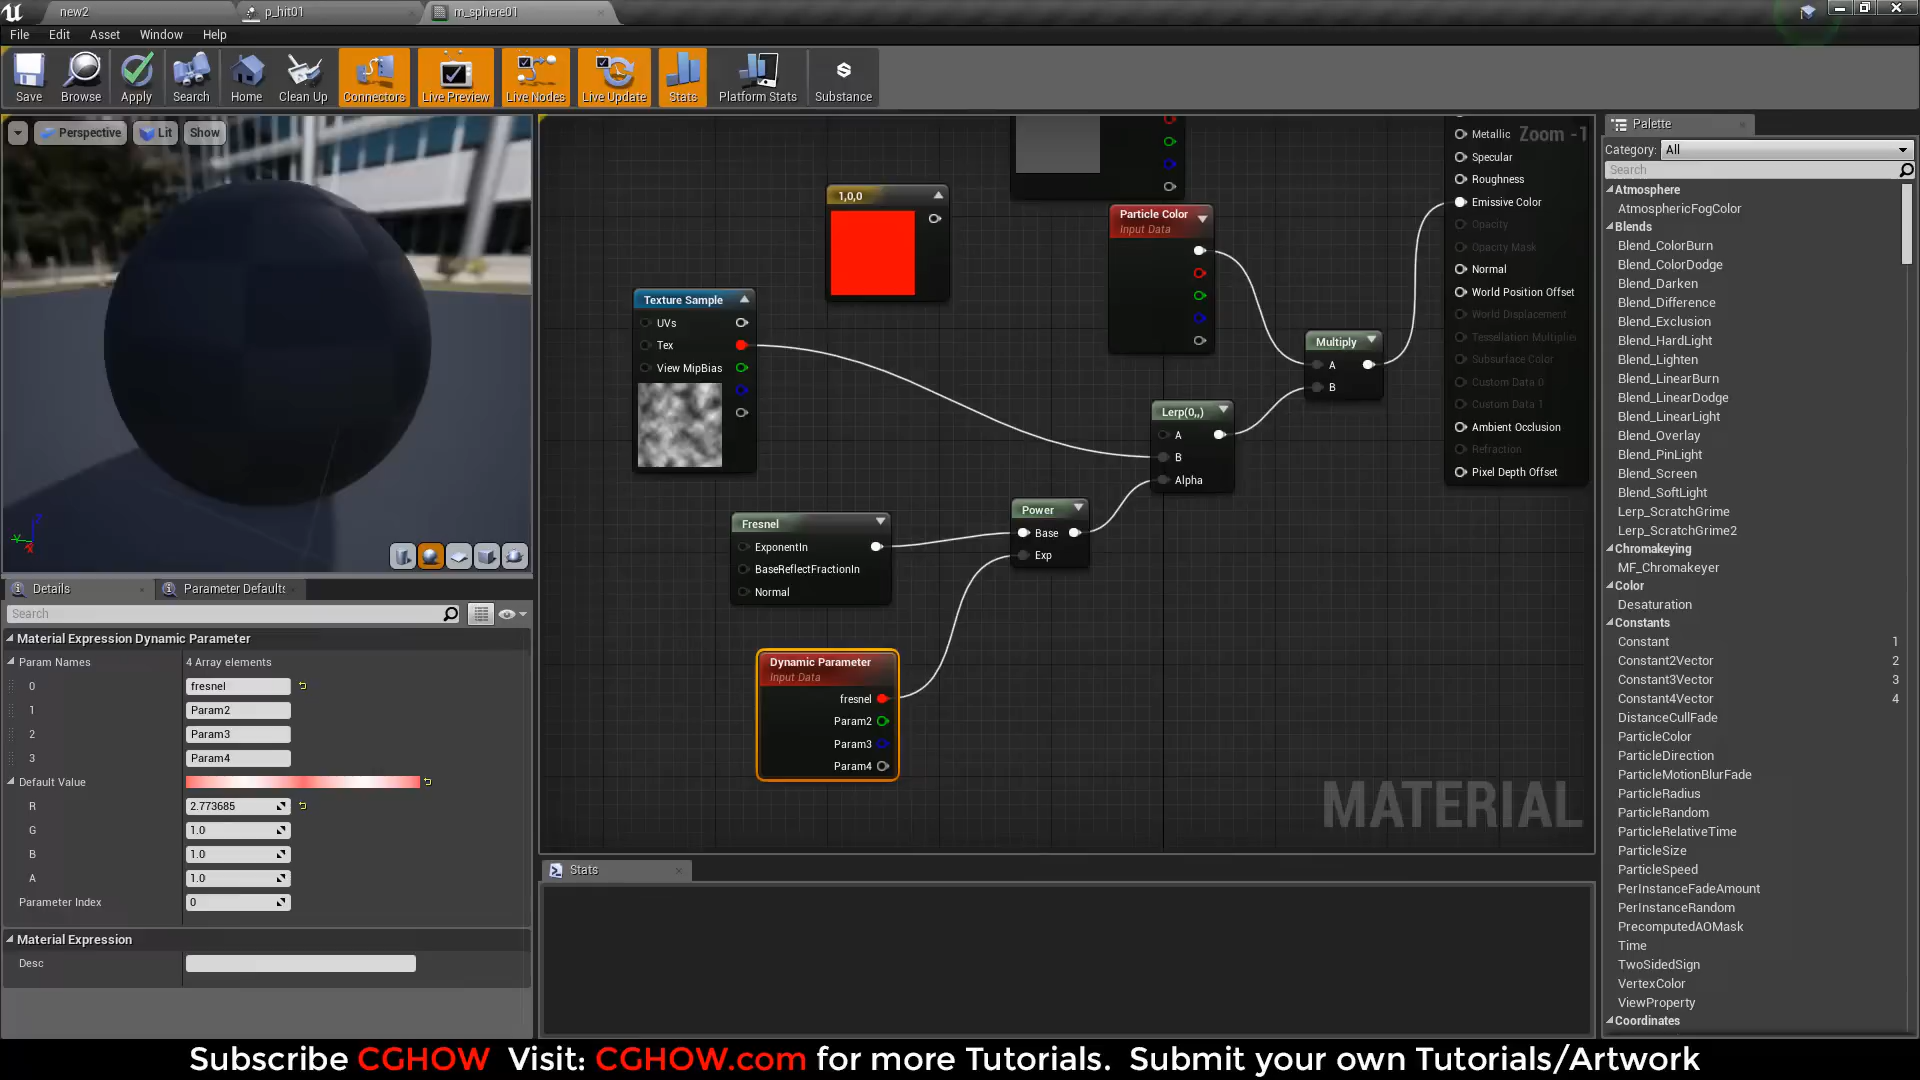 new2
p_hit01
m_sphere01
File Edit Asset Window Help
Save Browse Apply Search Home Clean Up Connectors Live Preview Live Nodes Live Update Stats Platform Stats Substance
Perspective Lit Show
Details Parameter Defaults
Search
Material Expression Dynamic Parameter
Param Names 4 Array elements
0 fresnel
1 Param2
2 Param3
3 Param4
Default Value
R 2.773685
G 1.0
B 1.0
A 1.0
Parameter Index 0
Material Expression
Desc
Zoom -1
1,0,0
Texture Sample
UVs
Tex
View MipBias
Particle Color
Input Data
Multiply
A
B
Lerp(0,,)
A
B
Alpha
Power
Base
Exp
Fresnel
ExponentIn
BaseReflectFractionIn
Normal
Dynamic Parameter
Input Data
fresnel
Param2
Param3
Param4
Metallic
Specular
Roughness
Emissive Color
Opacity
Opacity Mask
Normal
World Position Offset
World Displacement
Tessellation Multiplier
Subsurface Color
Custom Data 0
Custom Data 1
Ambient Occlusion
Refraction
Pixel Depth Offset
MATERIAL
Stats
Palette
Category: All
Search
Atmosphere
AtmosphericFogColor
Blends
Blend_ColorBurn
Blend_ColorDodge
Blend_Darken
Blend_Difference
Blend_Exclusion
Blend_HardLight
Blend_Lighten
Blend_LinearBurn
Blend_LinearDodge
Blend_LinearLight
Blend_Overlay
Blend_PinLight
Blend_Screen
Blend_SoftLight
Lerp_ScratchGrime
Lerp_ScratchGrime2
Chromakeying
MF_Chromakeyer
Color
Desaturation
Constants
Constant 1
Constant2Vector 2
Constant3Vector 3
Constant4Vector 4
DistanceCullFade
ParticleColor
ParticleDirection
ParticleMotionBlurFade
ParticleRadius
ParticleRandom
ParticleRelativeTime
ParticleSize
ParticleSpeed
PerInstanceFadeAmount
PerInstanceRandom
PrecomputedAOMask
Time
TwoSidedSign
VertexColor
ViewProperty
Coordinates
Subscribe CGHOW Visit: CGHOW.com for more Tutorials. Submit your own Tutorials/Artwork